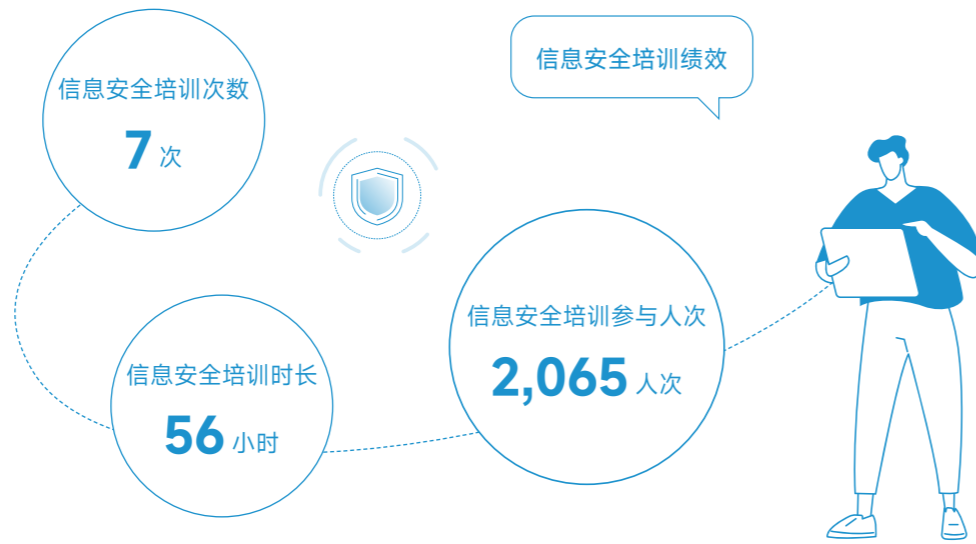 信息安全培训绩效
信息安全培训次数
7 次
信息安全培训时长
56 小时
信息安全培训参与人次
2,065 人次